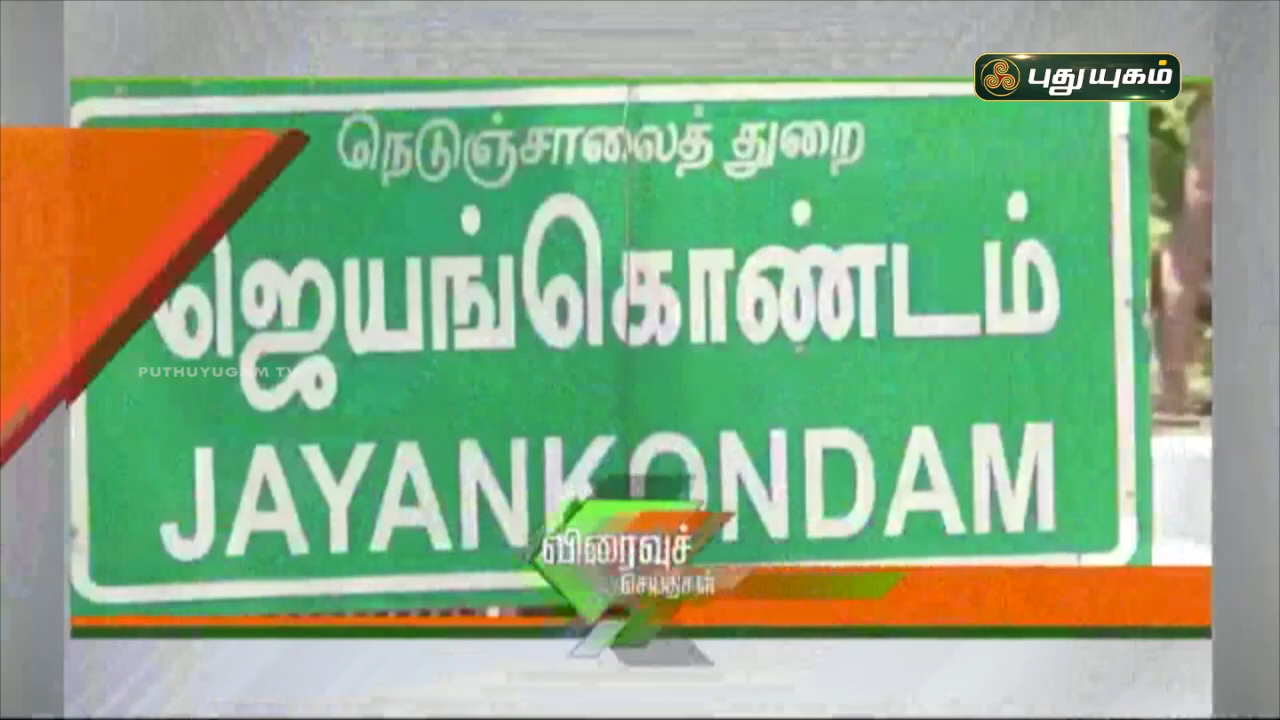 புதுயுகம்
நெடுஞ்சாலைத் துறை
ஜெயங்கொண்டம்
PUTHUYUGAM TV
JAYANKONDAM
விரைவுச்
செய்திகள்